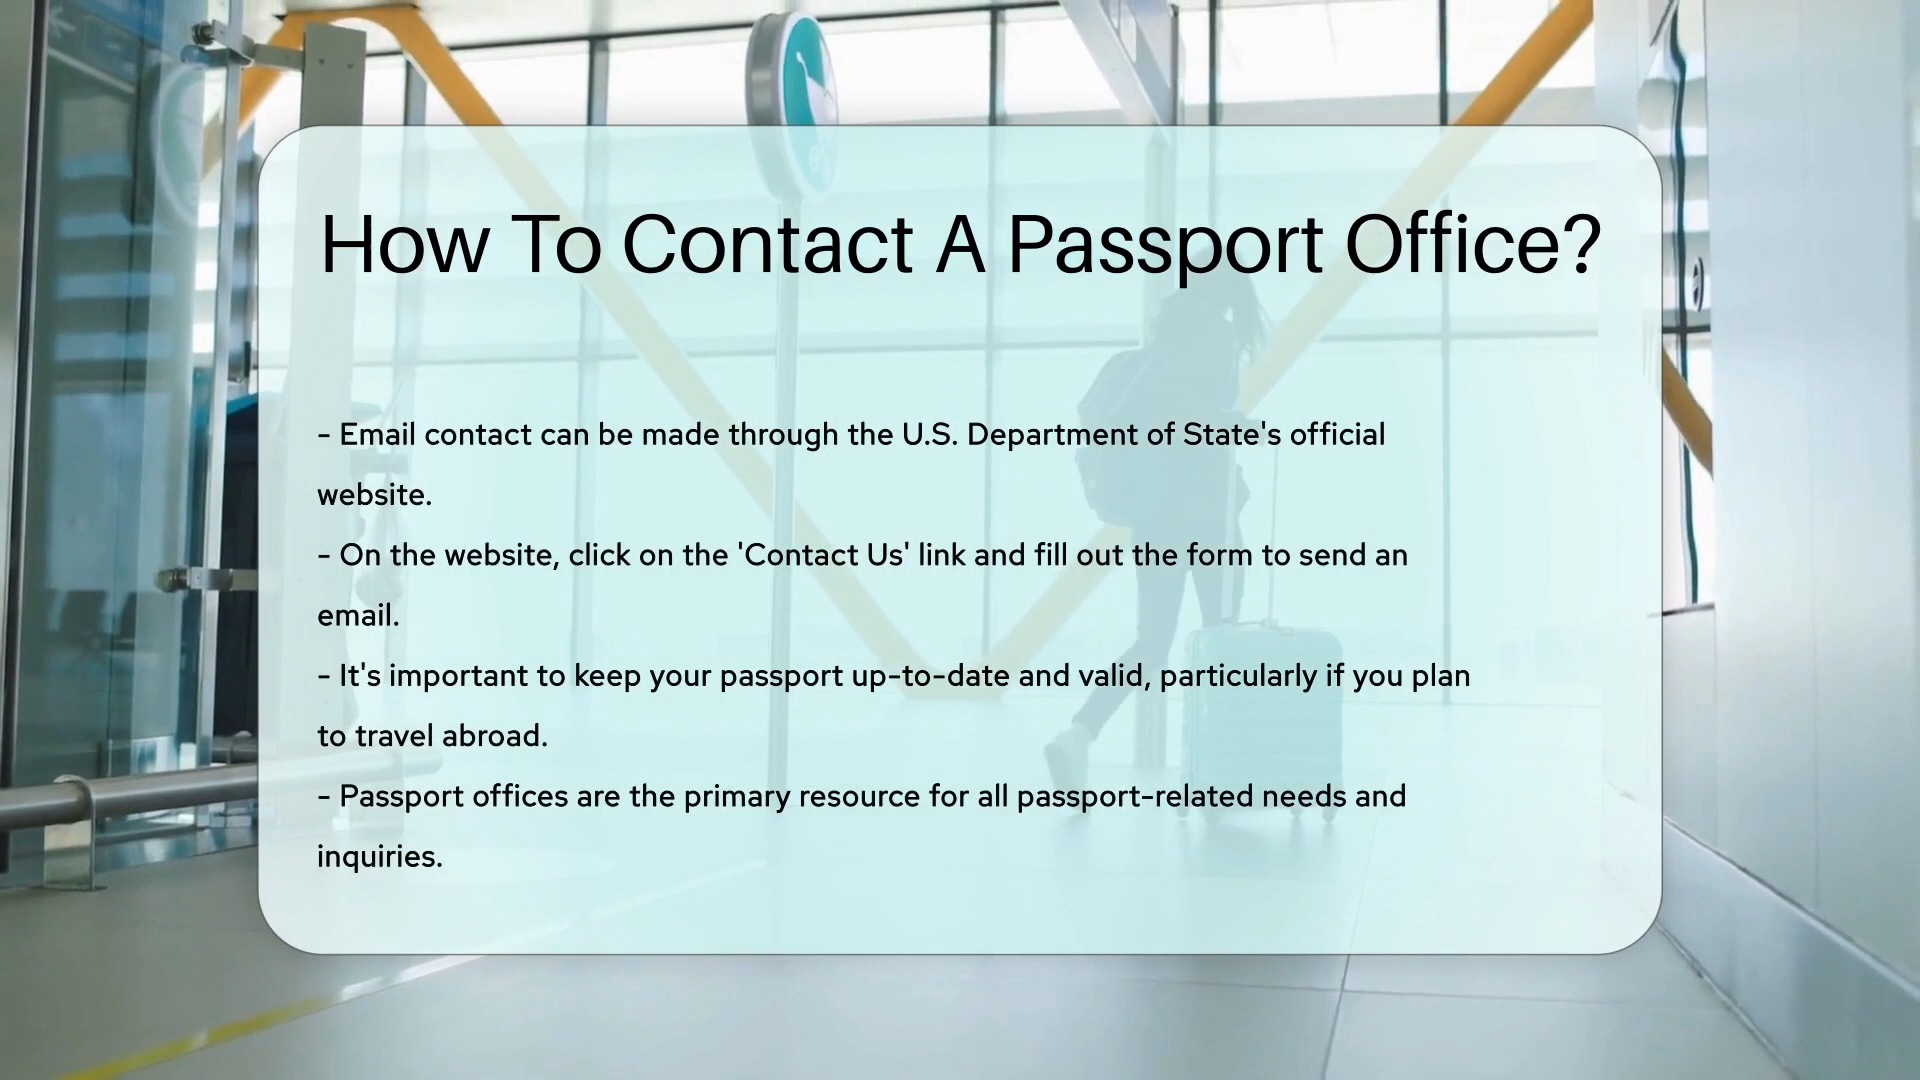 How To Contact A Passport Office?
- Email contact can be made through the U.S. Department of State's official
website.
- On the website, click on the 'Contact Us' link and fill out the form to send an
email.
- It's important to keep your passport up-to-date and valid, particularly if you plan
to travel abroad.
- Passport offices are the primary resource for all passport-related needs and
inquiries.